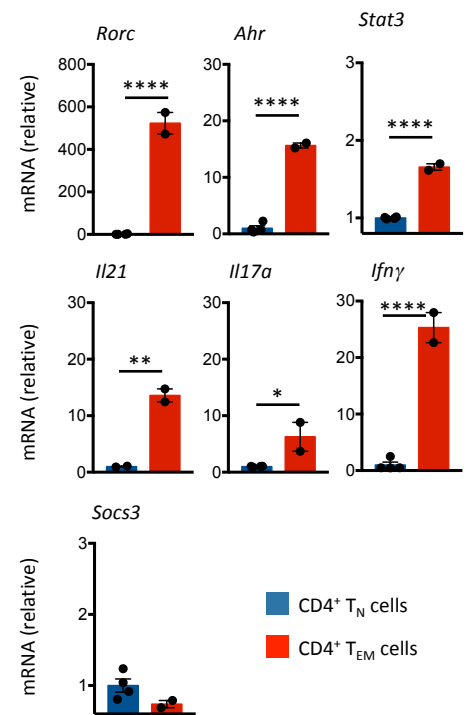 Rorc
Ahr
Stat3
mRNA (relative)
800
600
400
200
0
****
30
20
10
0
****
3
2
1
****
Il21
Il17a
Ifnγ
mRNA (relative)
30
20
10
0
**
30
20
10
0
*
30
20
10
0
****
Socs3
mRNA (relative)
3
2
1
CD4⁺ T_N cells
CD4⁺ T_EM cells